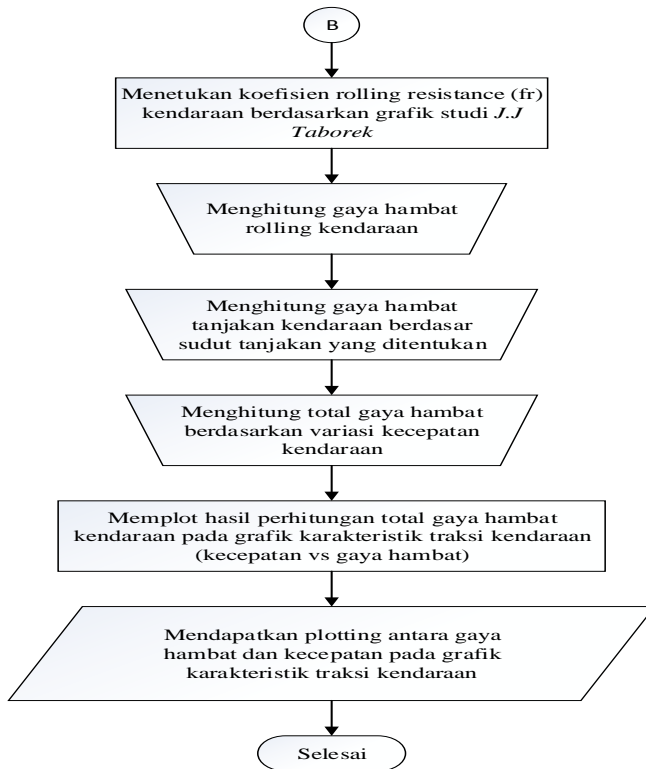 B
Menetukan koefisien rolling resistance (fr)
kendaraan berdasarkan grafik studi J.J
Taborek
Menghitung gaya hambat
rolling kendaraan
Menghitung gaya hambat
tanjakan kendaraan berdasar
sudut tanjakan yang ditentukan
Menghitung total gaya hambat
berdasarkan variasi kecepatan
kendaraan
Memplot hasil perhitungan total gaya hambat
kendaraan pada grafik karakteristik traksi kendaraan
(kecepatan vs gaya hambat)
Mendapatkan plotting antara gaya
hambat dan kecepatan pada grafik
karakteristik traksi kendaraan
Selesai